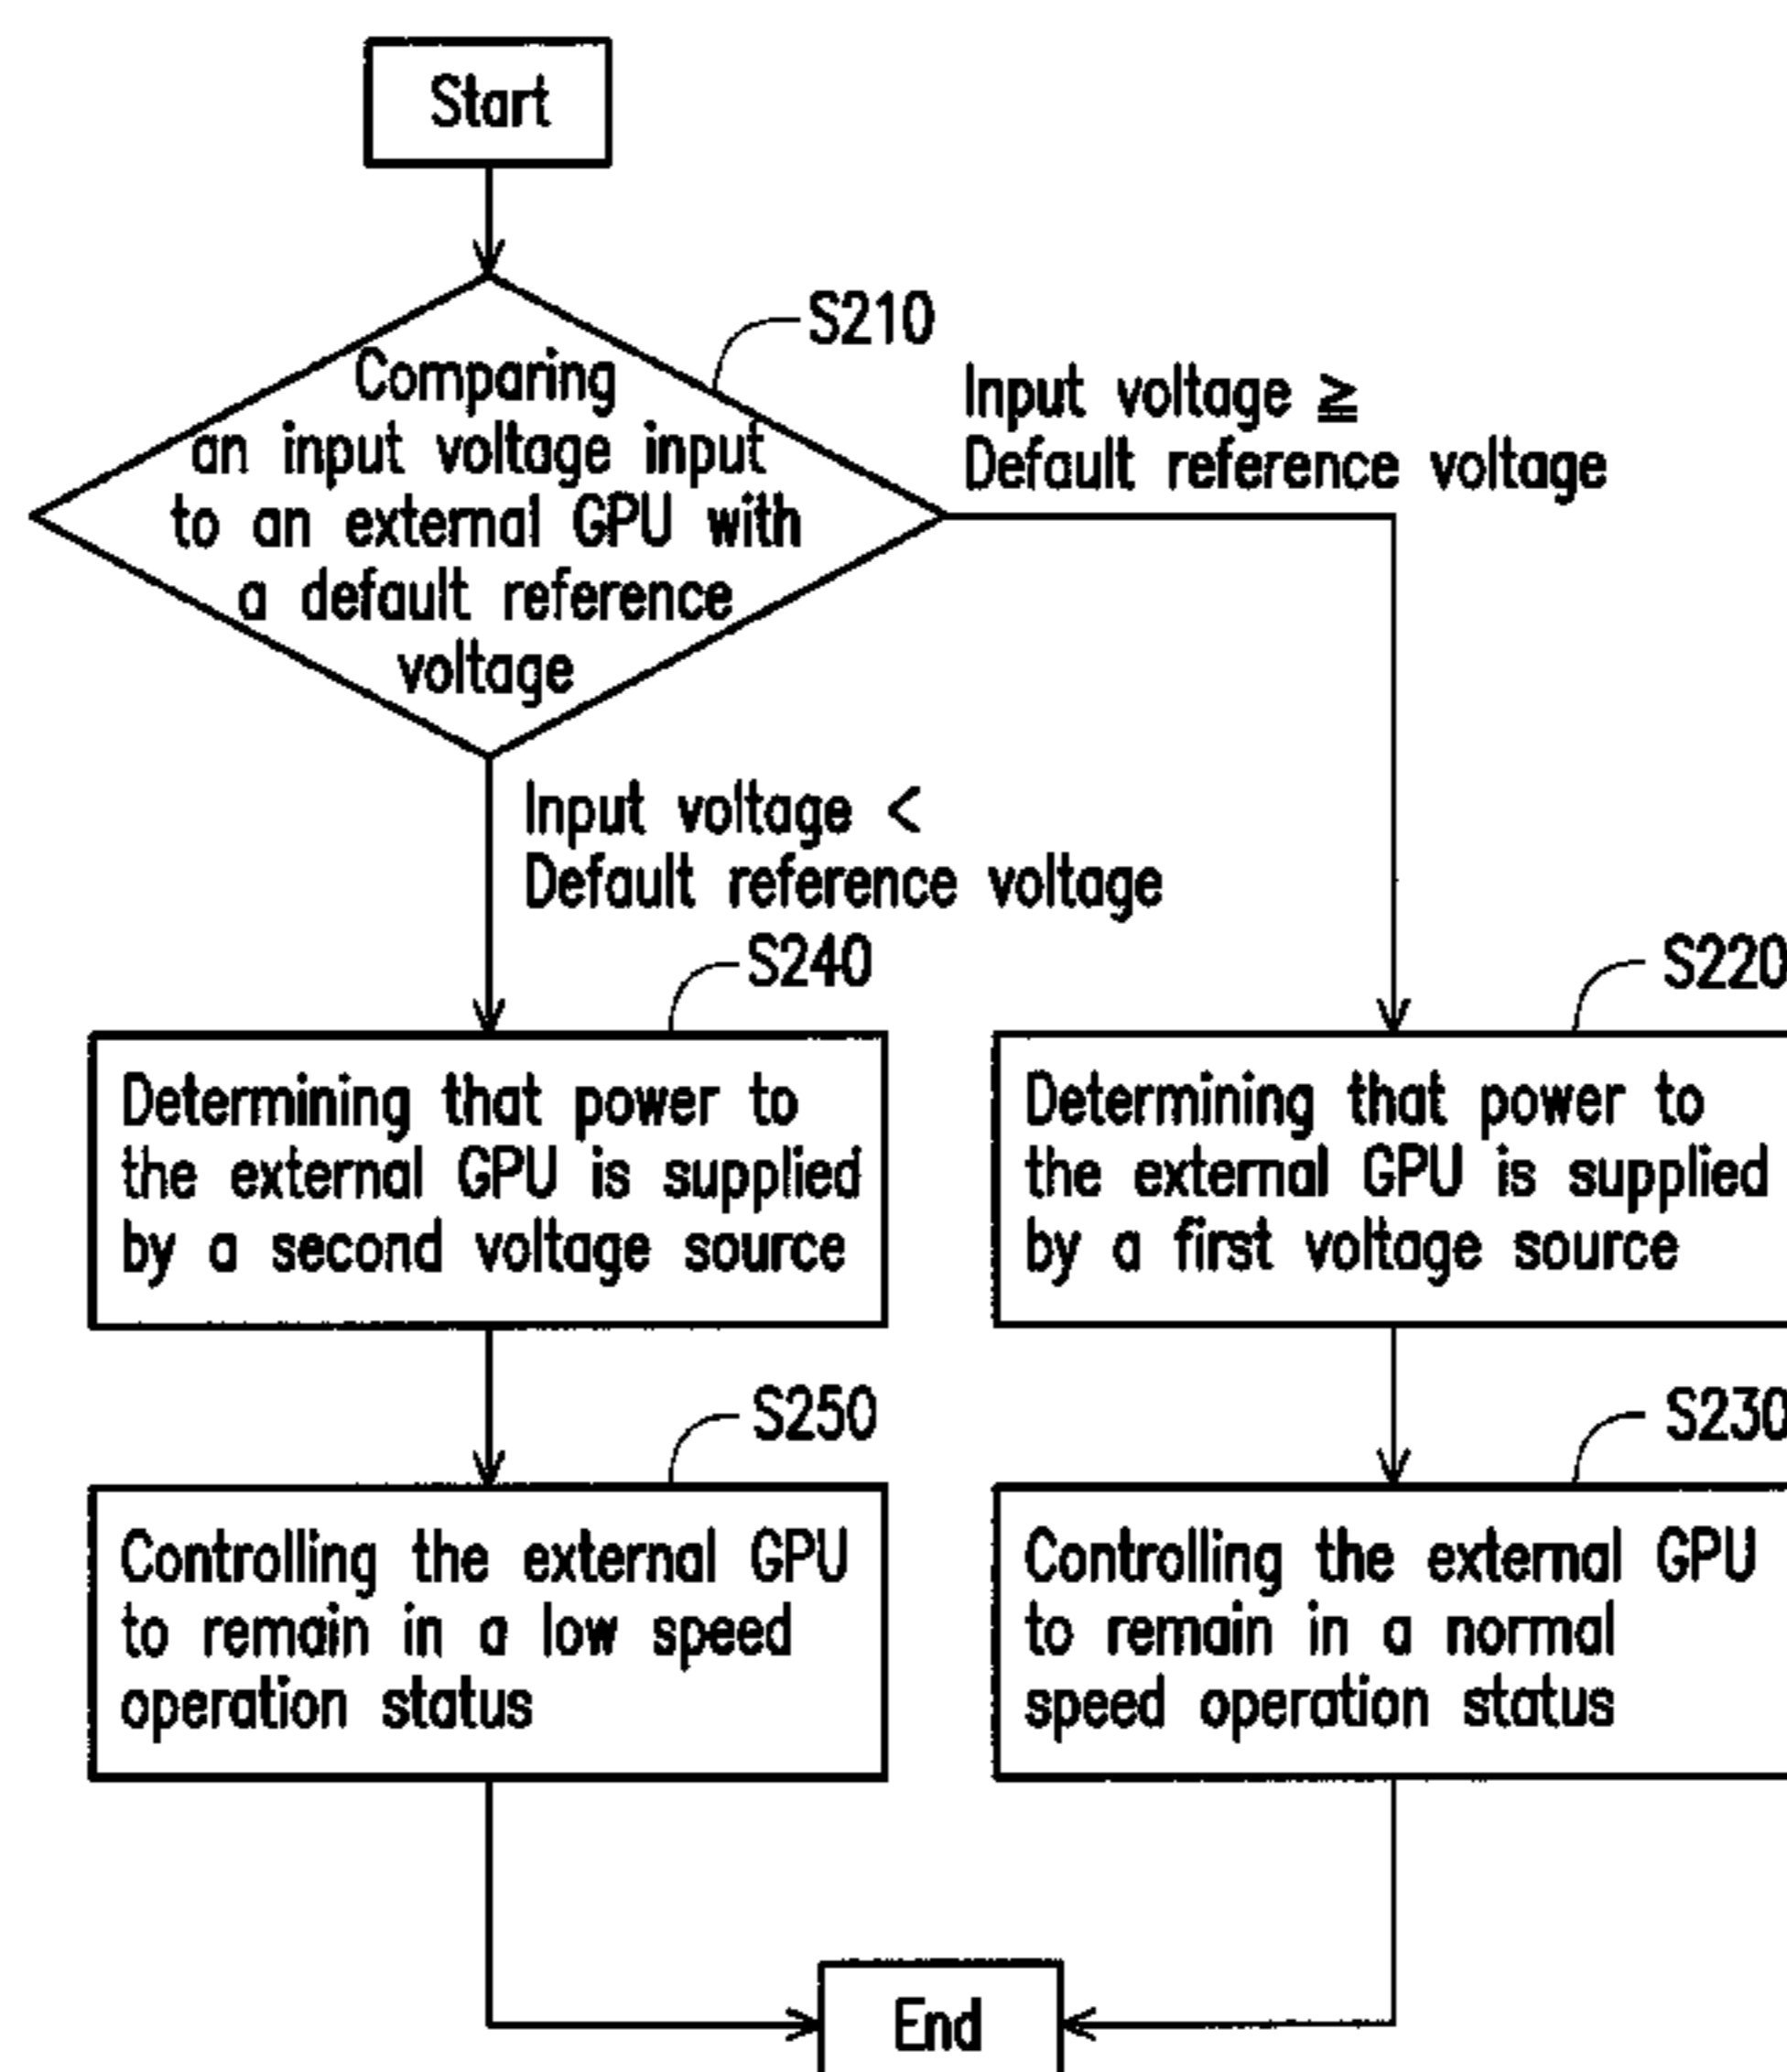 Start
S210
Comparing
an input voltage input
to an external GPU with
a default reference
voltage
Input voltage ≧
Default reference voltage
Input voltage <
Default reference voltage
S240
Determining that power to
the external GPU is supplied
by a second voltage source
S220
Determining that power to
the external GPU is supplied
by a first voltage source
S250
Controlling the external GPU
to remain in a low speed
operation status
S230
Controlling the external GPU
to remain in a normal
speed operation status
End